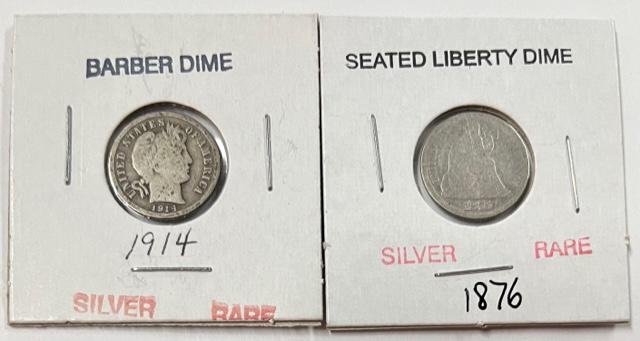 BARBER DIME
UNITED STATES OF AMERICA
1914
1914
SILVER RARE
SEATED LIBERTY DIME
SILVER RARE
1876